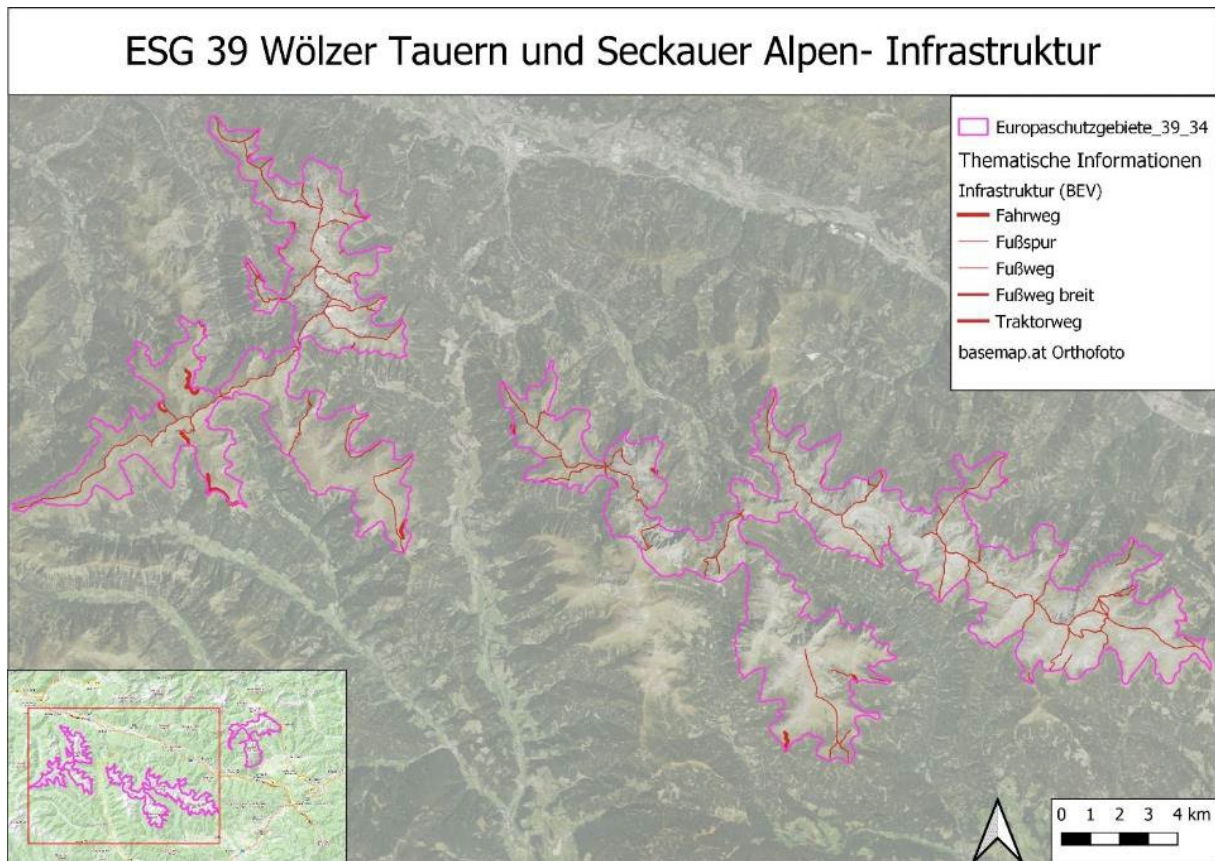 ESG 39 Wölzer Tauern und Seckauer Alpen- Infrastruktur
Europaschutzgebiete_39_34
Thematische Informationen
Infrastruktur (BEV)
Fahrweg
Fußspur
Fußweg
Fußweg breit
Traktorweg
basemap.at Orthofoto
0 1 2 3 4 km